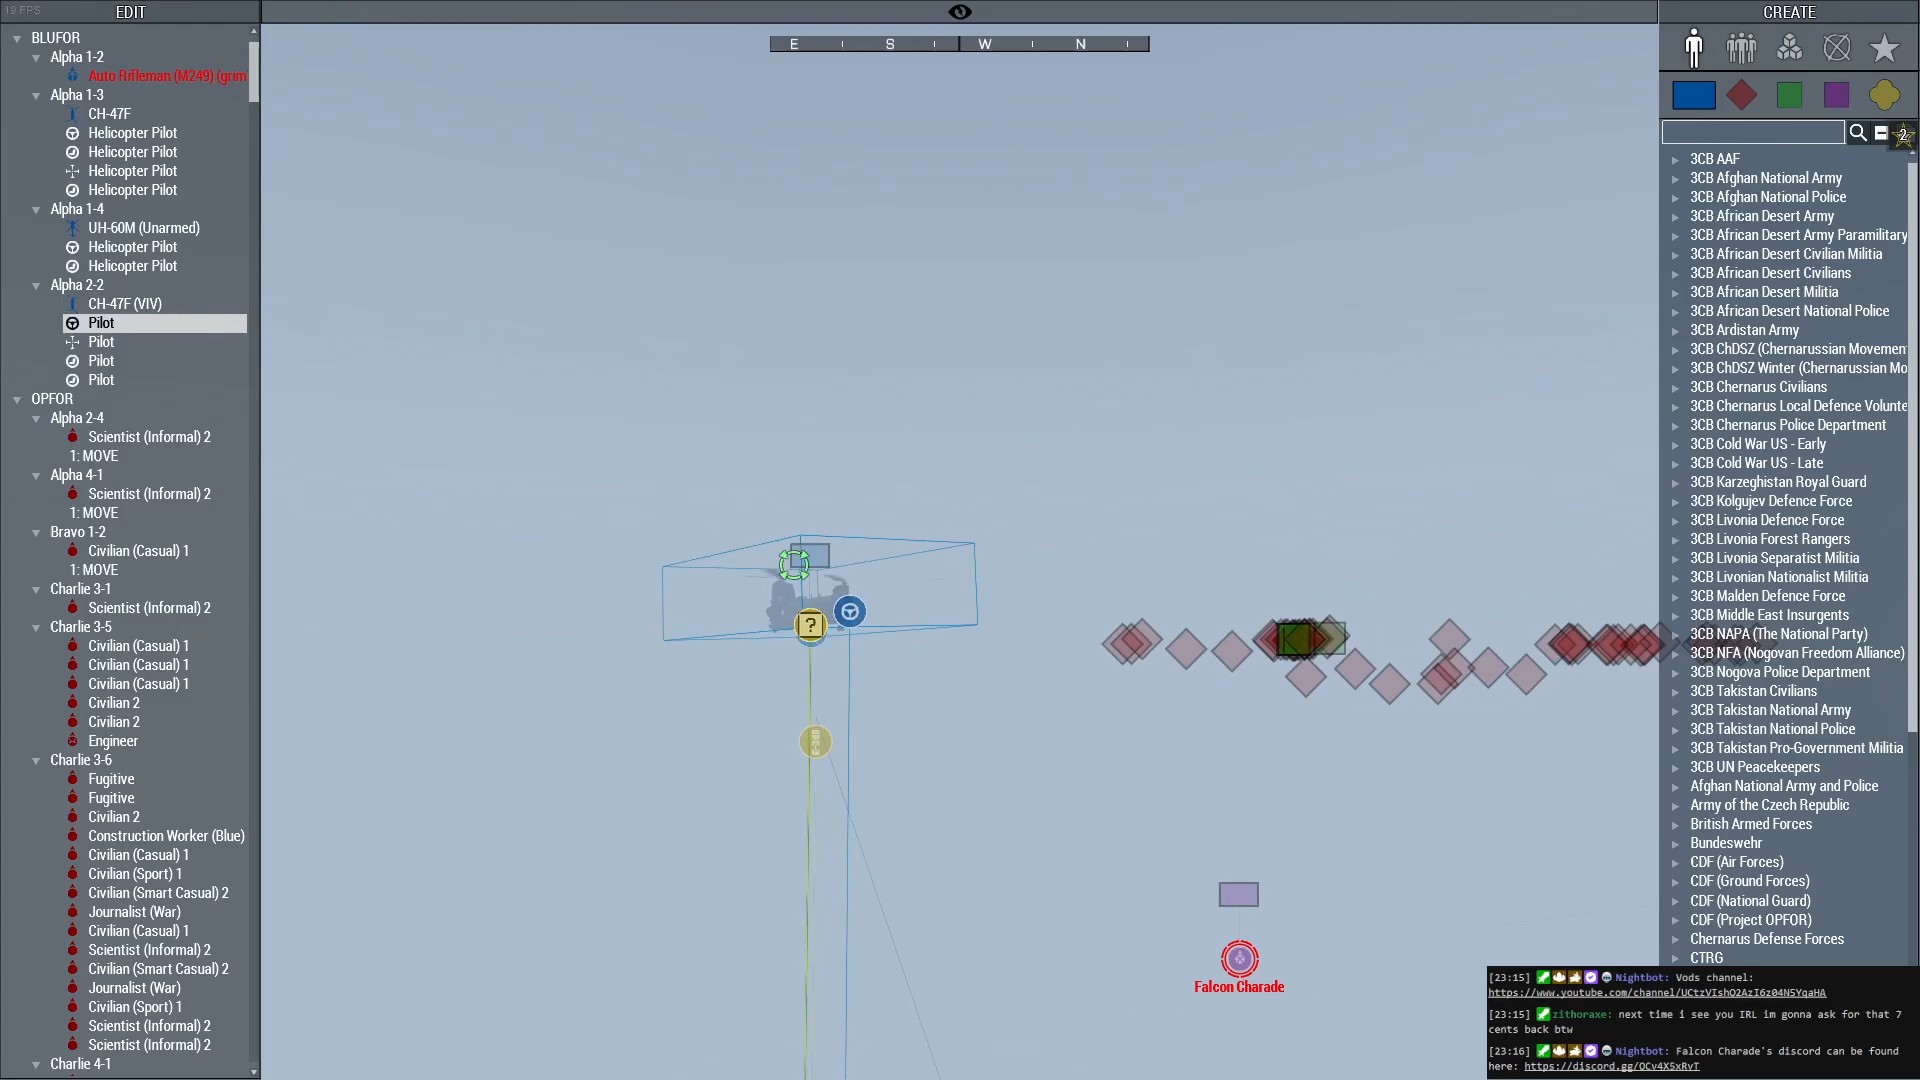 19 FPS
EDIT
BLUFOR
Alpha 1-2
Auto Rifleman (M249) (grim
Alpha 1-3
CH-47F
Helicopter Pilot
Helicopter Pilot
Helicopter Pilot
Helicopter Pilot
Alpha 1-4
UH-60M (Unarmed)
Helicopter Pilot
Helicopter Pilot
Alpha 2-2
CH-47F (VIV)
Pilot
Pilot
Pilot
Pilot
OPFOR
Alpha 2-4
Scientist (Informal) 2
1: MOVE
Alpha 4-1
Scientist (Informal) 2
1: MOVE
Bravo 1-2
Civilian (Casual) 1
1: MOVE
Charlie 3-1
Scientist (Informal) 2
Charlie 3-5
Civilian (Casual) 1
Civilian (Casual) 1
Civilian (Casual) 1
Civilian 2
Civilian 2
Engineer
Charlie 3-6
Fugitive
Fugitive
Civilian 2
Construction Worker (Blue)
Civilian (Casual) 1
Civilian (Sport) 1
Civilian (Smart Casual) 2
Journalist (War)
Civilian (Casual) 1
Scientist (Informal) 2
Civilian (Smart Casual) 2
Journalist (War)
Civilian (Sport) 1
Scientist (Informal) 2
Scientist (Informal) 2
Charlie 4-1
E S W N
?
Falcon Charade
CREATE
2
3CB AAF
3CB Afghan National Army
3CB Afghan National Police
3CB African Desert Army
3CB African Desert Army Paramilitary
3CB African Desert Civilian Militia
3CB African Desert Civilians
3CB African Desert Militia
3CB African Desert National Police
3CB Ardistan Army
3CB ChDSZ (Chernarussian Movement
3CB ChDSZ Winter (Chernarussian Mo
3CB Chernarus Civilians
3CB Chernarus Local Defence Volunte
3CB Chernarus Police Department
3CB Cold War US - Early
3CB Cold War US - Late
3CB Karzeghistan Royal Guard
3CB Kolgujev Defence Force
3CB Livonia Defence Force
3CB Livonia Forest Rangers
3CB Livonia Separatist Militia
3CB Livonian Nationalist Militia
3CB Malden Defence Force
3CB Middle East Insurgents
3CB NAPA (The National Party)
3CB NFA (Nogovan Freedom Alliance)
3CB Nogova Police Department
3CB Takistan Civilians
3CB Takistan National Army
3CB Takistan National Police
3CB Takistan Pro-Government Militia
3CB UN Peacekeepers
Afghan National Army and Police
Army of the Czech Republic
British Armed Forces
Bundeswehr
CDF (Air Forces)
CDF (Ground Forces)
CDF (National Guard)
CDF (Project OPFOR)
Chernarus Defense Forces
CTRG
[23:15] Nightbot: Vods channel:
https://www.youtube.com/channel/UCtzVIshO2AzI6z04N5YqaHA
[23:15] zithoraxe: next time i see you IRL im gonna ask for that 7
cents back btw
[23:16] Nightbot: Falcon Charade's discord can be found
here: https://discord.gg/QCv4X5xRvT